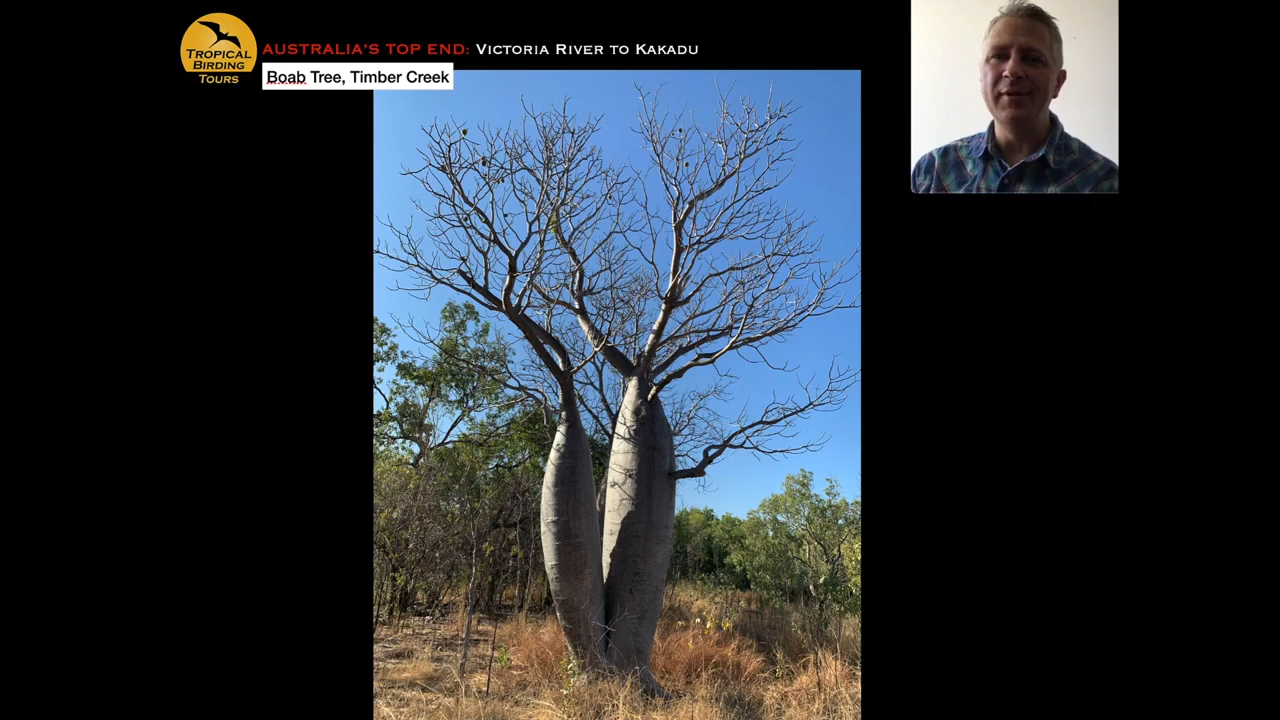 TROPICAL
BIRDING
TOURS
AUSTRALIA'S TOP END: VICTORIA RIVER TO KAKADU
Boab Tree, Timber Creek